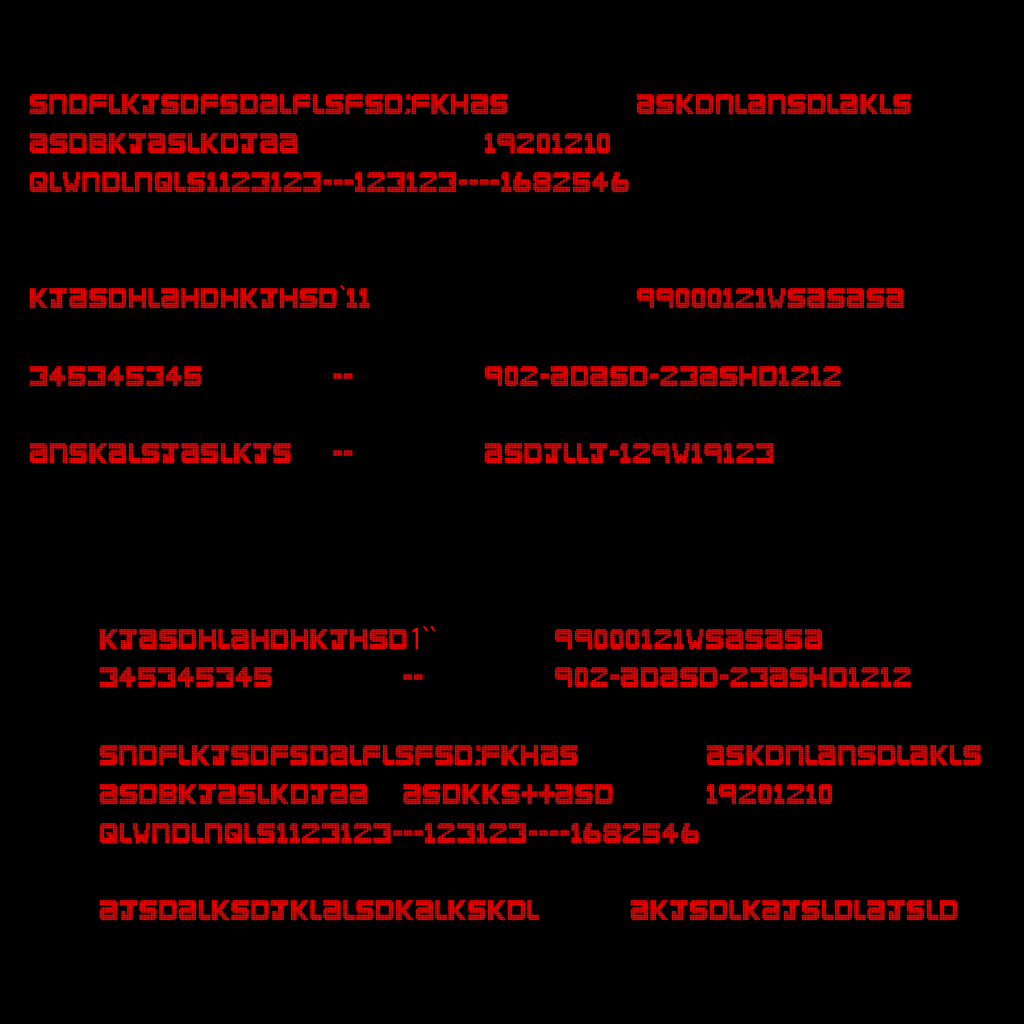 SNDFLKJSDFSDALFLSFSD;FKHAS ASKDNLANSDLAKLS
ASDBKJASLKDJAA 19201210
QLWNDLNQLS1123123---123123----1682546
KJASDHLAHDHKJHSD`11 99000121WSASASA
345345345 -- 902-ADASD-23ASHD1212
ANSKALSJASLKJS -- ASDJLLJ-129W19123
KJASDHLAHDHKJHSD1`` 99000121WSASASA
345345345 -- 902-ADASD-23ASHD1212
SNDFLKJSDFSDALFLSFSD;FKHAS ASKDNLANSDLAKLS
ASDBKJASLKDJAA ASDKKS++ASD 19201210
QLWNDLNQLS1123123---123123----1682546
AJSDALKSDJKLALSDKALKSKDL AKJSDLKAJSLDLAJSLD